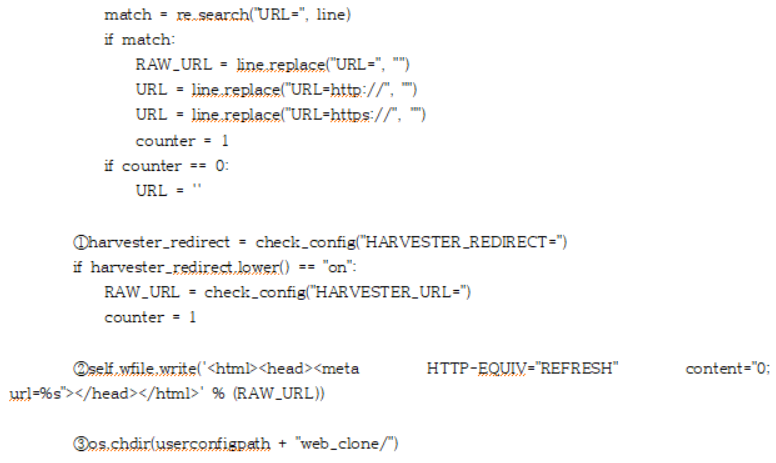 match = re.search("URL=", line)
if match:
RAW_URL = line.replace("URL=", "")
URL = line.replace("URL=http://", "")
URL = line.replace("URL=https://", "")
counter = 1
if counter == 0:
URL = ''
①harvester_redirect = check_config("HARVESTER_REDIRECT=")
if harvester_redirect.lower() == "on":
RAW_URL = check_config("HARVESTER_URL=")
counter = 1
②self.wfile.write('<html><head><meta HTTP-EQUIV="REFRESH" content="0;
url=%s"></head></html>' % (RAW_URL))
③os.chdir(userconfigpath + "web_clone/")